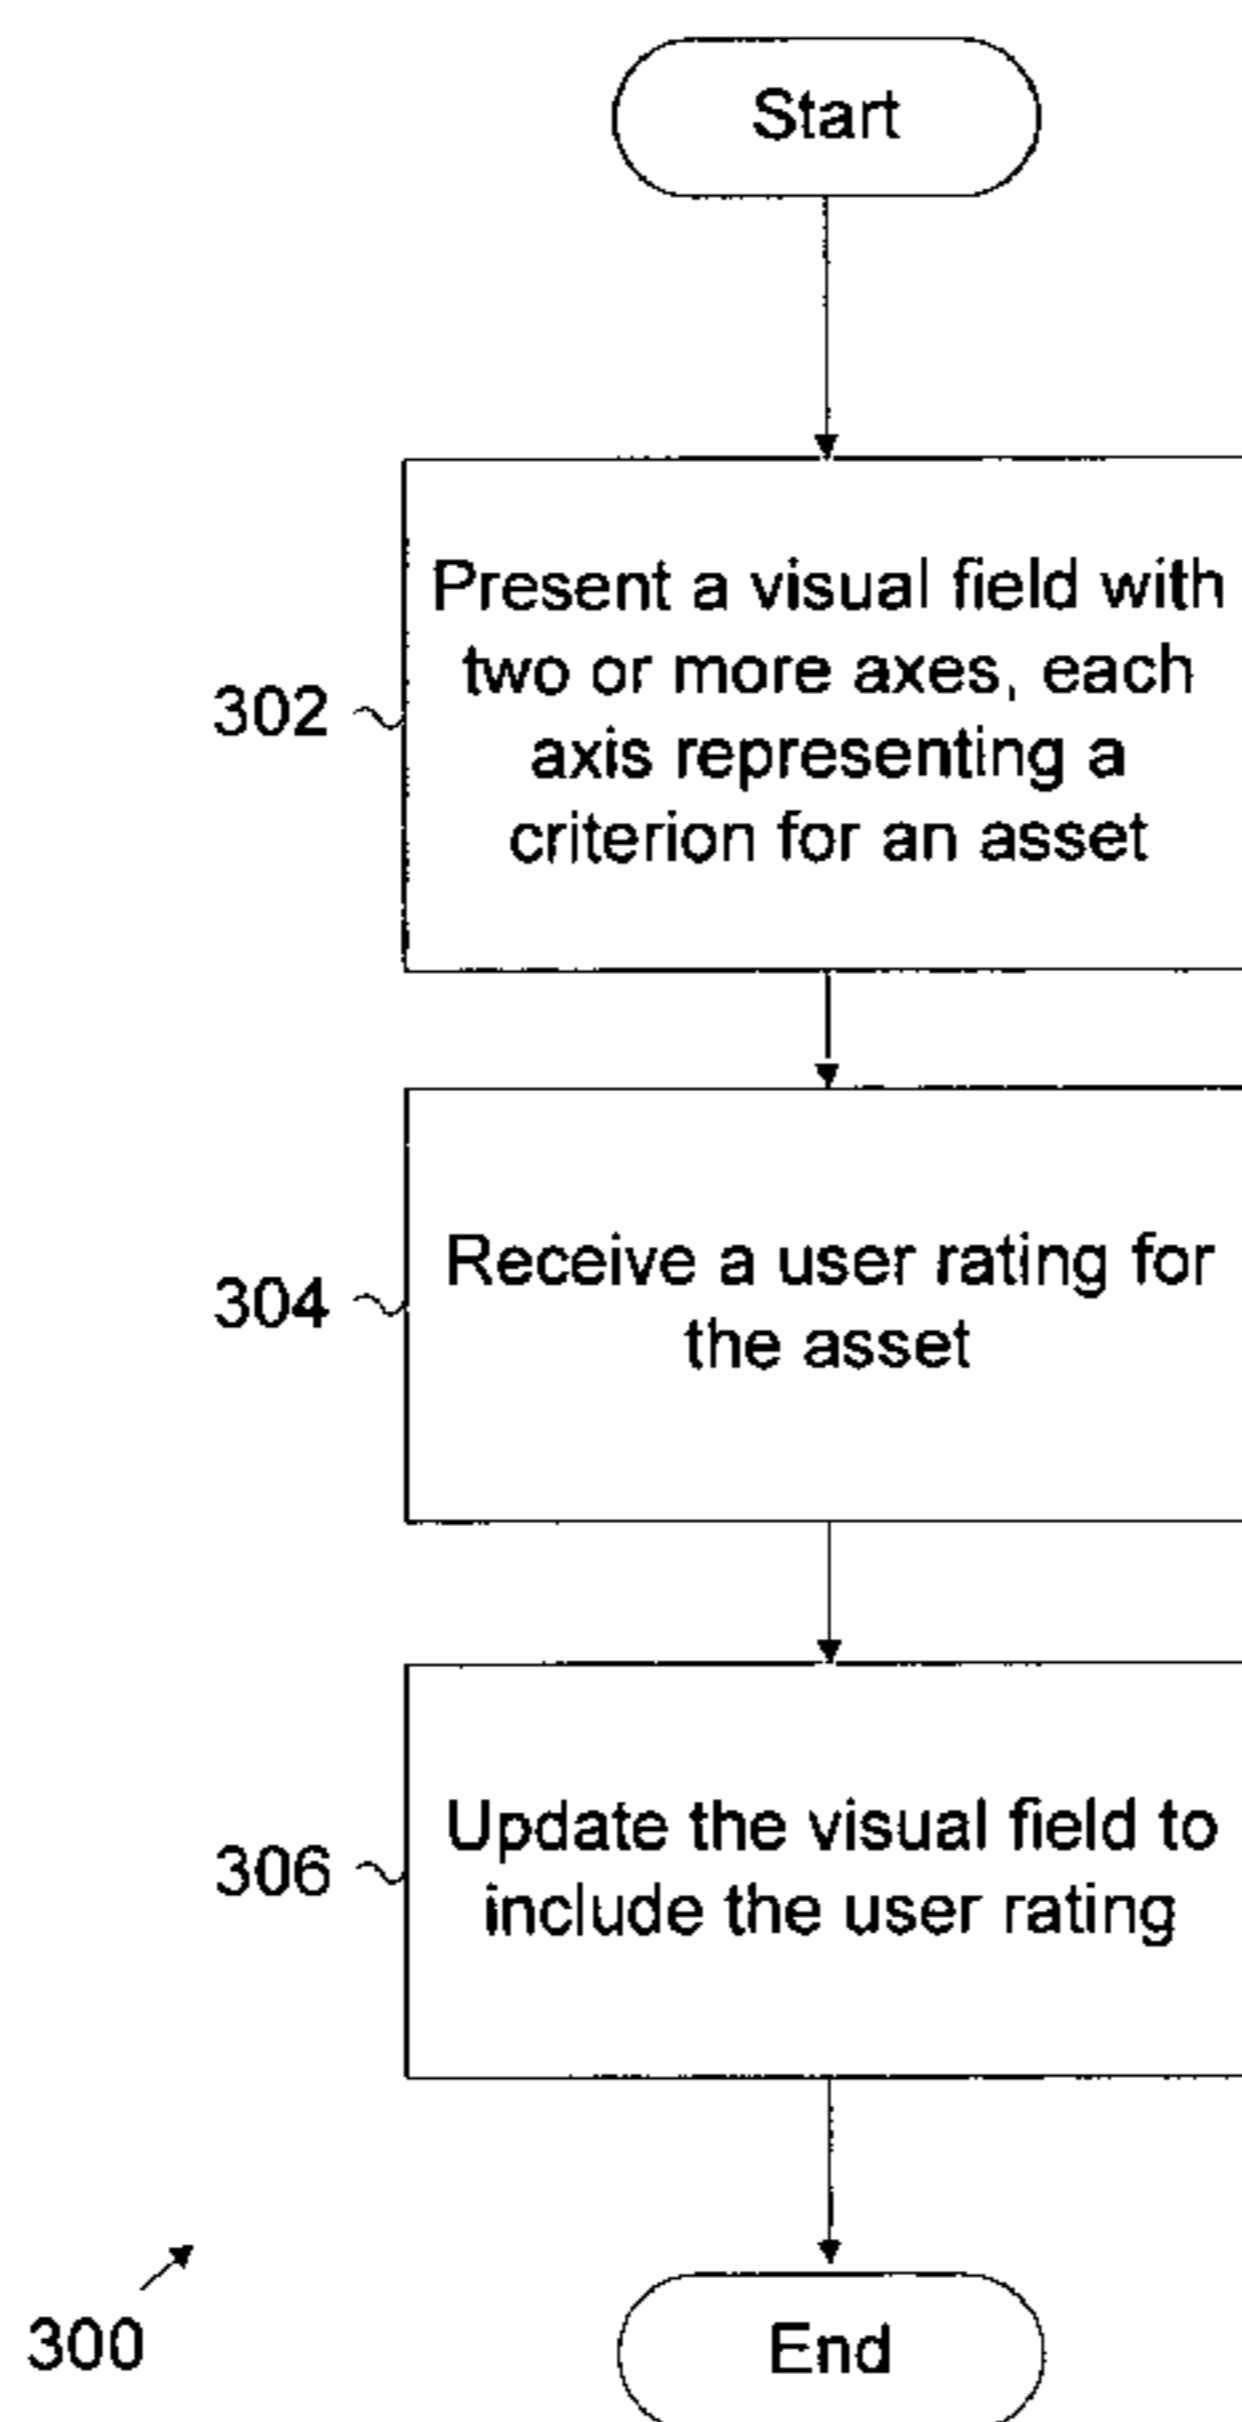 Start
Present a visual field with
two or more axes, each
axis representing a
criterion for an asset
302
Receive a user rating for
the asset
304
Update the visual field to
include the user rating
306
300
End